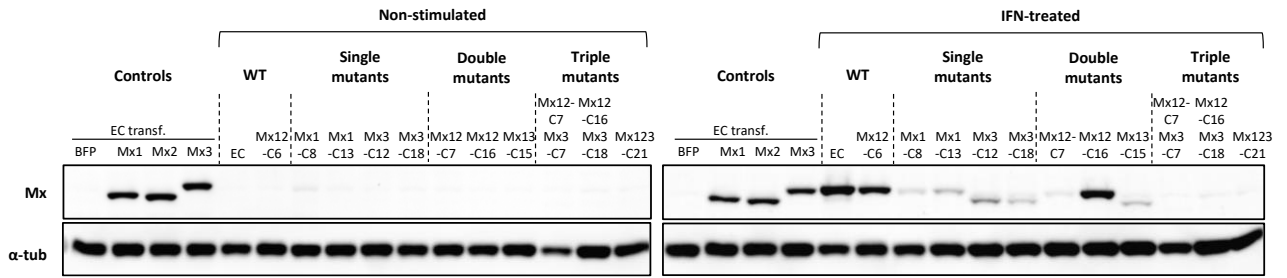 Non-stimulated
IFN-treated
Controls
WT
Single
mutants
Double
mutants
Triple
mutants
Controls
WT
Single
mutants
Double
mutants
Triple
mutants
EC transf.
BFP
Mx1
Mx2
Mx3
EC
Mx12
-C6
Mx1
-C8
Mx1
-C13
Mx3
-C12
Mx3
-C18
Mx12
-C7
Mx12
-C16
Mx13
-C15
Mx12-
C7
Mx3
-C7
Mx12
-C16
Mx3
-C18
Mx123
-C21
EC transf.
BFP
Mx1
Mx2
Mx3
EC
Mx12
-C6
Mx1
-C8
Mx1
-C13
Mx3
-C12
Mx3
-C18
Mx12-
C7
Mx12
-C16
Mx13
-C15
Mx12-
C7
Mx3
-C7
Mx12
-C16
Mx3
-C18
Mx123
-C21
Mx
α-tub